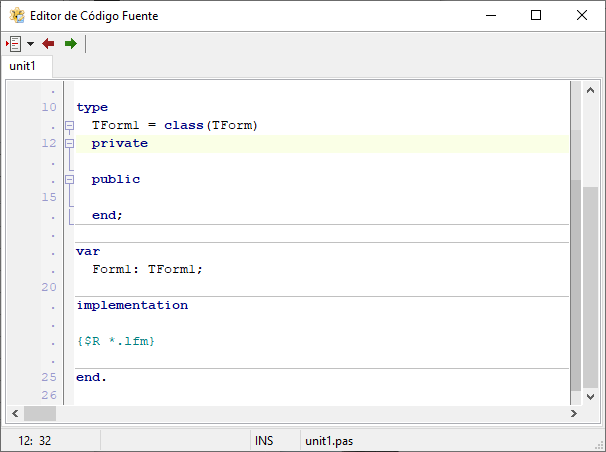 Editor de Código Fuente
unit1
.
10 type
. TForm1 = class(TForm)
12 private
.
. public
15
. end;
.
. var
. Form1: TForm1;
20
. implementation
.
. {$R *.lfm}
.
25 end.
26
12: 32 INS unit1.pas